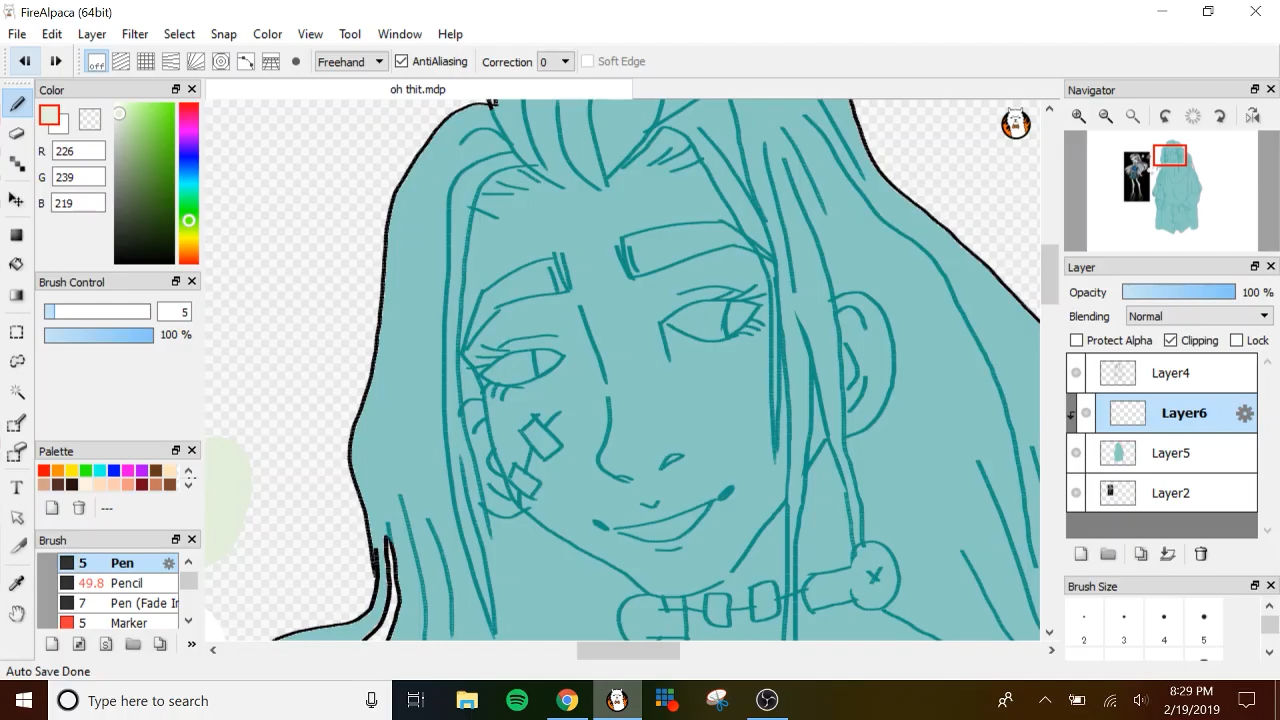 FireAlpaca (64bit)
File Edit Layer Filter Select Snap Color View Tool Window Help
off Freehand AntiAliasing Correction 0 Soft Edge
Color
oh thit.mdp
Navigator
R 226
G 239
B 219
Brush Control
5
100 %
Layer
Opacity 100 %
Blending Normal
Protect Alpha Clipping Lock
Layer4
Layer6
Layer5
Layer2
Palette
---
Brush
5 Pen
49.8 Pencil
7 Pen (Fade In
5 Marker
Brush Size
2 3 4 5
Auto Save Done
Type here to search
8:29 PM
2/19/2019